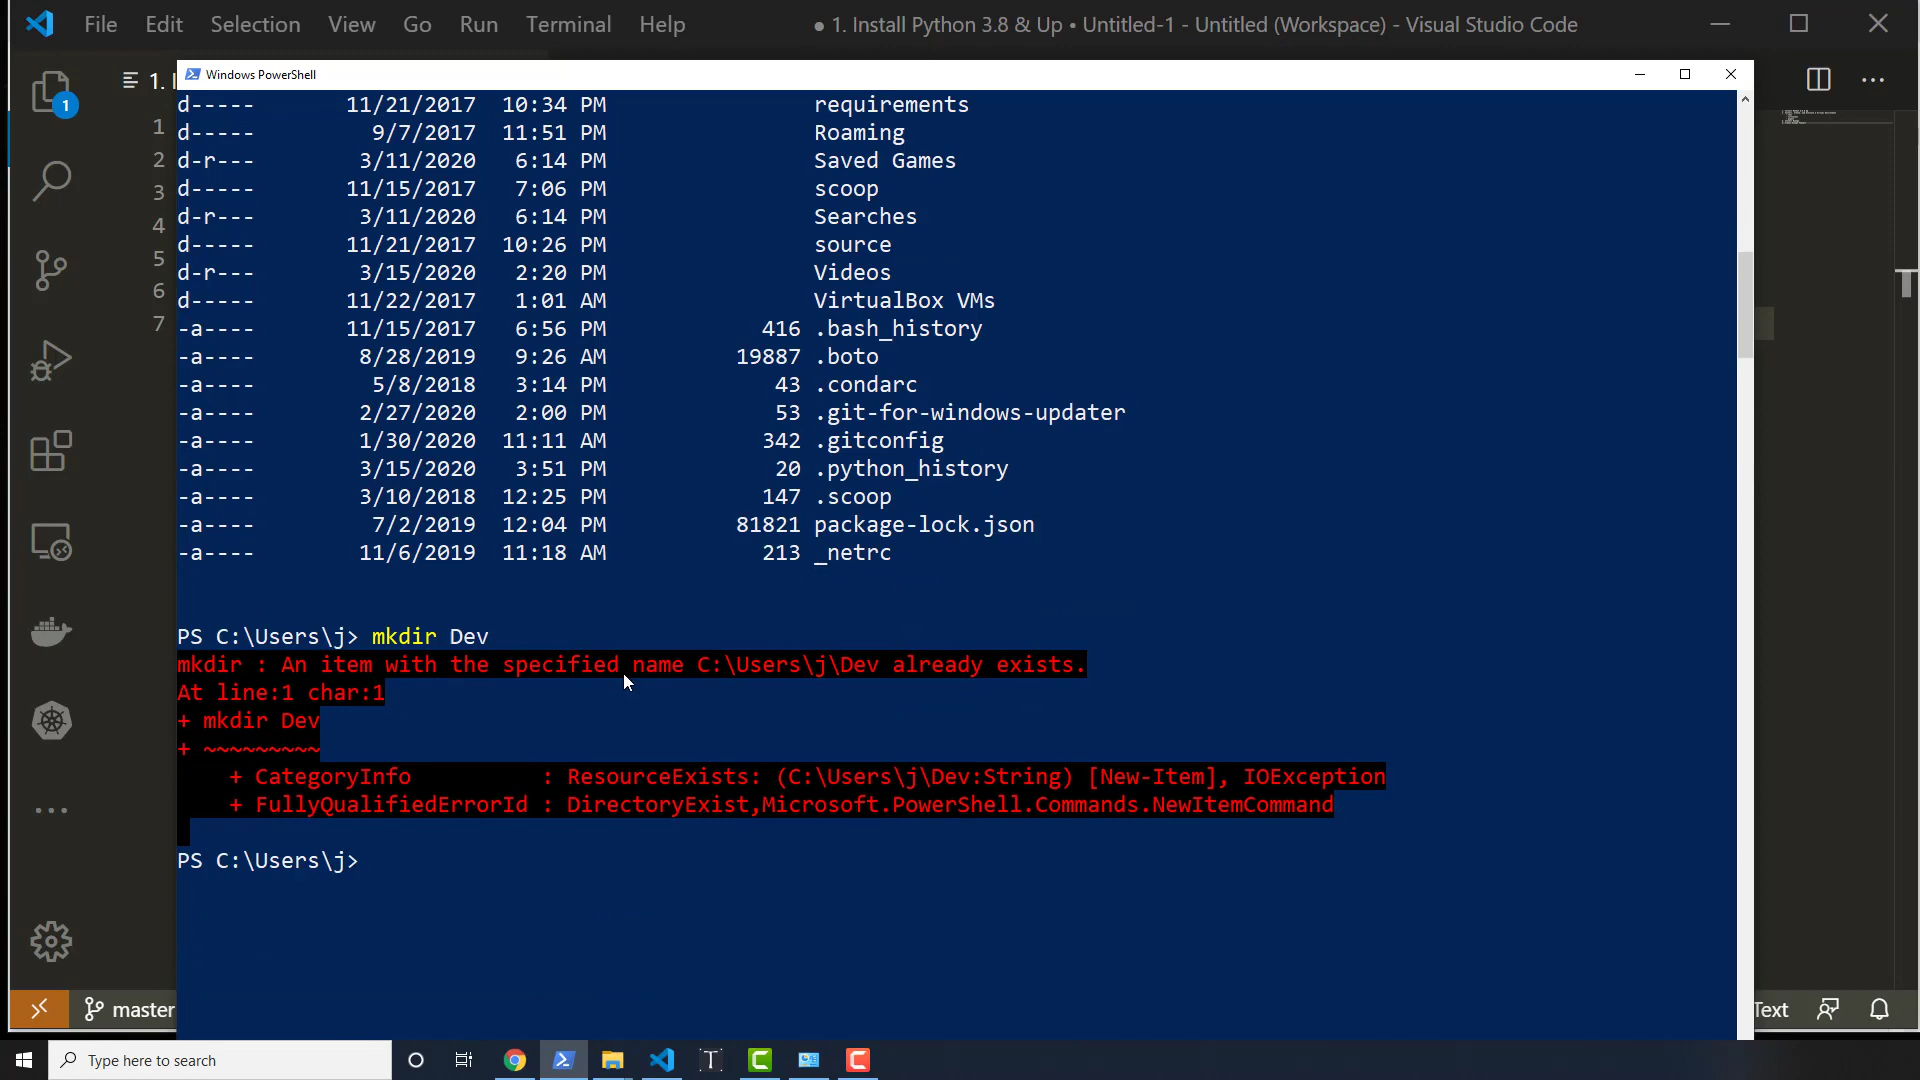 File Edit Selection View Go Run Terminal Help ● 1. Install Python 3.8 & Up • Untitled-1 - Untitled (Workspace) - Visual Studio Code
Windows PowerShell
1
1.
1
2
3
4
5
6
7
d----- 11/21/2017 10:34 PM requirements
d----- 9/7/2017 11:51 PM Roaming
d-r--- 3/11/2020 6:14 PM Saved Games
d----- 11/15/2017 7:06 PM scoop
d-r--- 3/11/2020 6:14 PM Searches
d----- 11/21/2017 10:26 PM source
d-r--- 3/15/2020 2:20 PM Videos
d----- 11/22/2017 1:01 AM VirtualBox VMs
-a---- 11/15/2017 6:56 PM 416 .bash_history
-a---- 8/28/2019 9:26 AM 19887 .boto
-a---- 5/8/2018 3:14 PM 43 .condarc
-a---- 2/27/2020 2:00 PM 53 .git-for-windows-updater
-a---- 1/30/2020 11:11 AM 342 .gitconfig
-a---- 3/15/2020 3:51 PM 20 .python_history
-a---- 3/10/2018 12:25 PM 147 .scoop
-a---- 7/2/2019 12:04 PM 81821 package-lock.json
-a---- 11/6/2019 11:18 AM 213 _netrc
PS C:\Users\j> mkdir Dev
mkdir : An item with the specified name C:\Users\j\Dev already exists.
At line:1 char:1
+ mkdir Dev
+ ~~~~~~~~~
+ CategoryInfo : ResourceExists: (C:\Users\j\Dev:String) [New-Item], IOException
+ FullyQualifiedErrorId : DirectoryExist,Microsoft.PowerShell.Commands.NewItemCommand
PS C:\Users\j>
master
Text
Type here to search